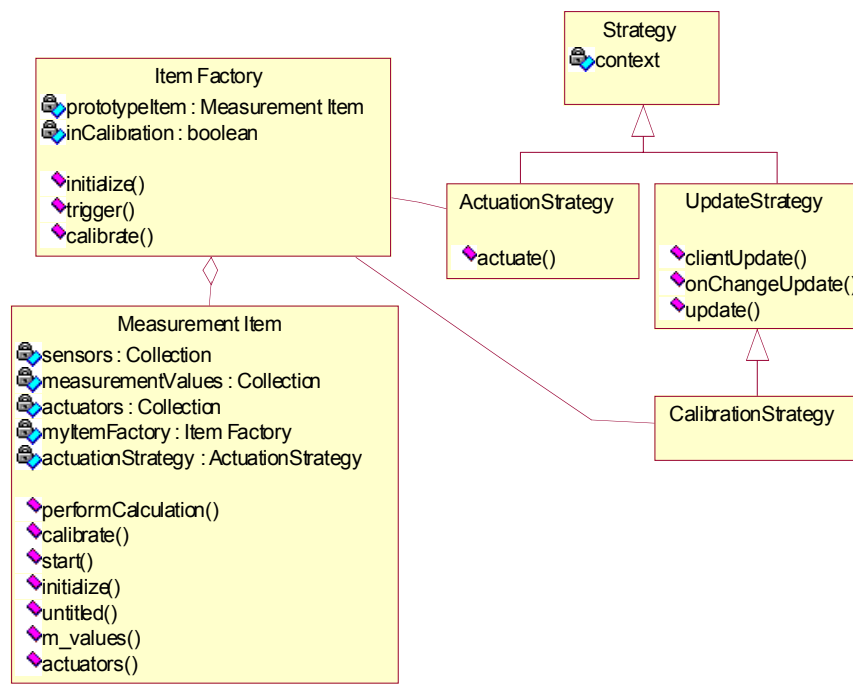 Item Factory
prototypeItem : Measurement Item
inCalibration : boolean
initialize()
trigger()
calibrate()
Strategy
context
ActuationStrategy
actuate()
UpdateStrategy
clientUpdate()
onChangeUpdate()
update()
Measurement Item
sensors : Collection
measurementValues : Collection
actuators : Collection
myItemFactory : Item Factory
actuationStrategy : ActuationStrategy
performCalculation()
calibrate()
start()
initialize()
untitled()
m_values()
actuators()
CalibrationStrategy